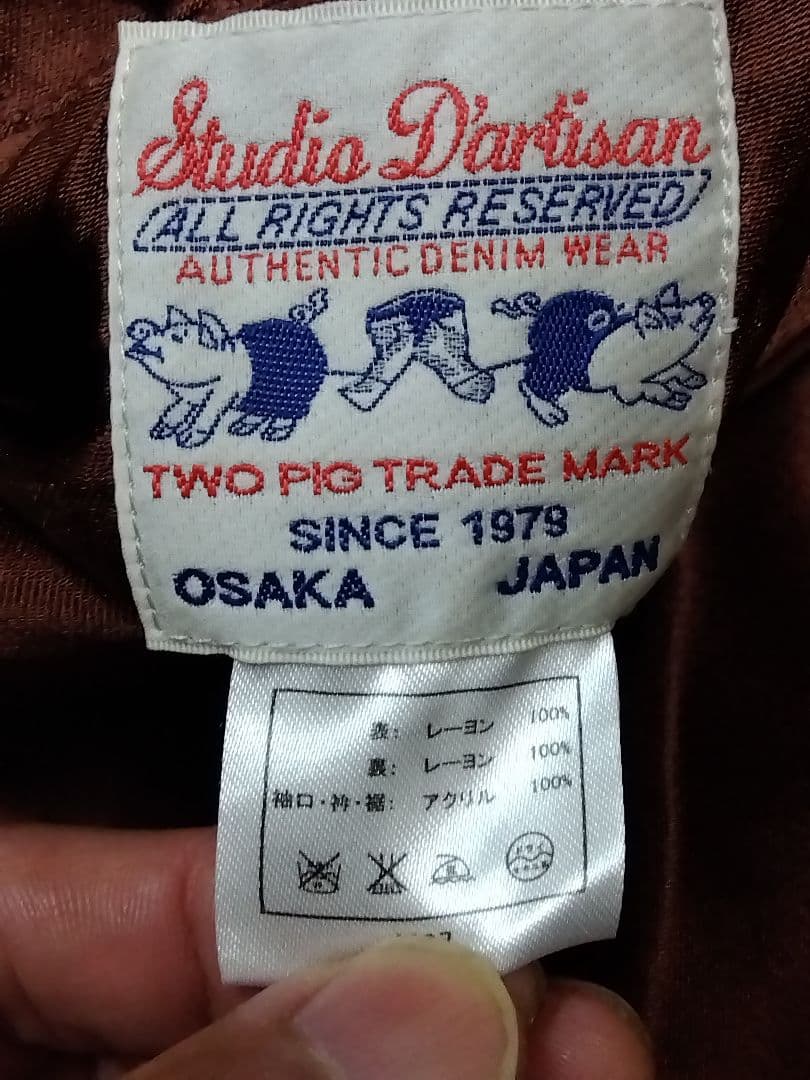 Studio D'artisan
ALL RIGHTS RESERVED
AUTHENTIC DENIM WEAR
TWO PIG TRADE MARK
SINCE 1979
OSAKA JAPAN
表: レーヨン 100%
裏: レーヨン 100%
袖口・衿・裾: アクリル 100%